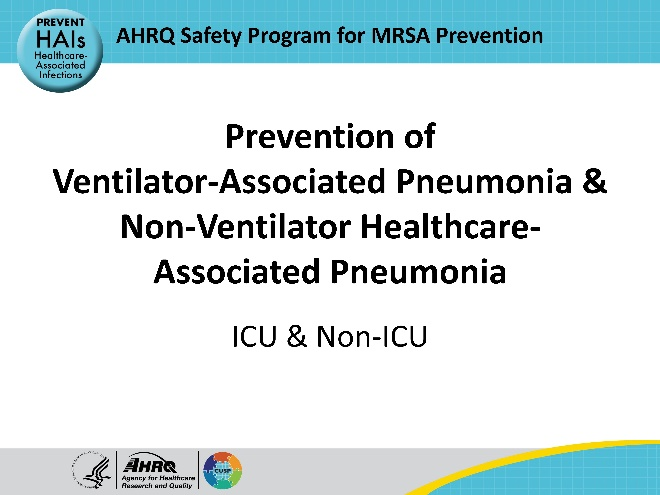 PREVENT
HAIs
Healthcare-
Associated
Infections
AHRQ Safety Program for MRSA Prevention
Prevention of
Ventilator-Associated Pneumonia &
Non-Ventilator Healthcare-
Associated Pneumonia
ICU & Non-ICU
AHRQ
Agency for Healthcare
Research and Quality
CUSP